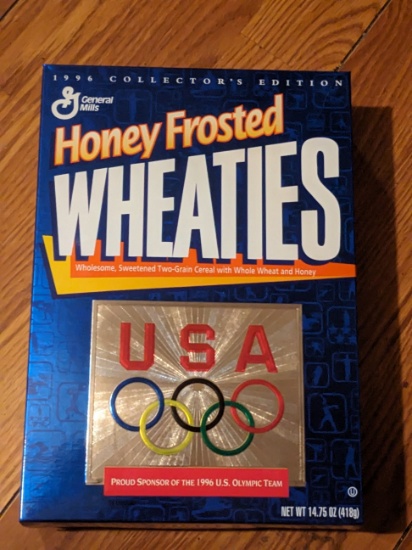 1996 COLLECTOR'S EDITION
General
Mills
Honey Frosted
WHEATIES
Wholesome, Sweetened Two-Grain Cereal with Whole Wheat and Honey
USA
PROUD SPONSOR OF THE 1996 U.S. OLYMPIC TEAM
NET WT 14.75 OZ (418g)